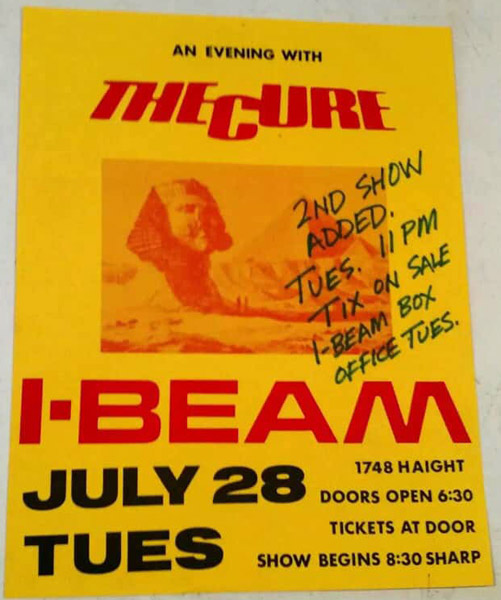 AN EVENING WITH
THE CURE
2ND SHOW
ADDED.
TUES. 11 PM
TIX ON SALE
I-BEAM BOX
OFFICE TUES.
I-BEAM
JULY 28
TUES
1748 HAIGHT
DOORS OPEN 6:30
TICKETS AT DOOR
SHOW BEGINS 8:30 SHARP